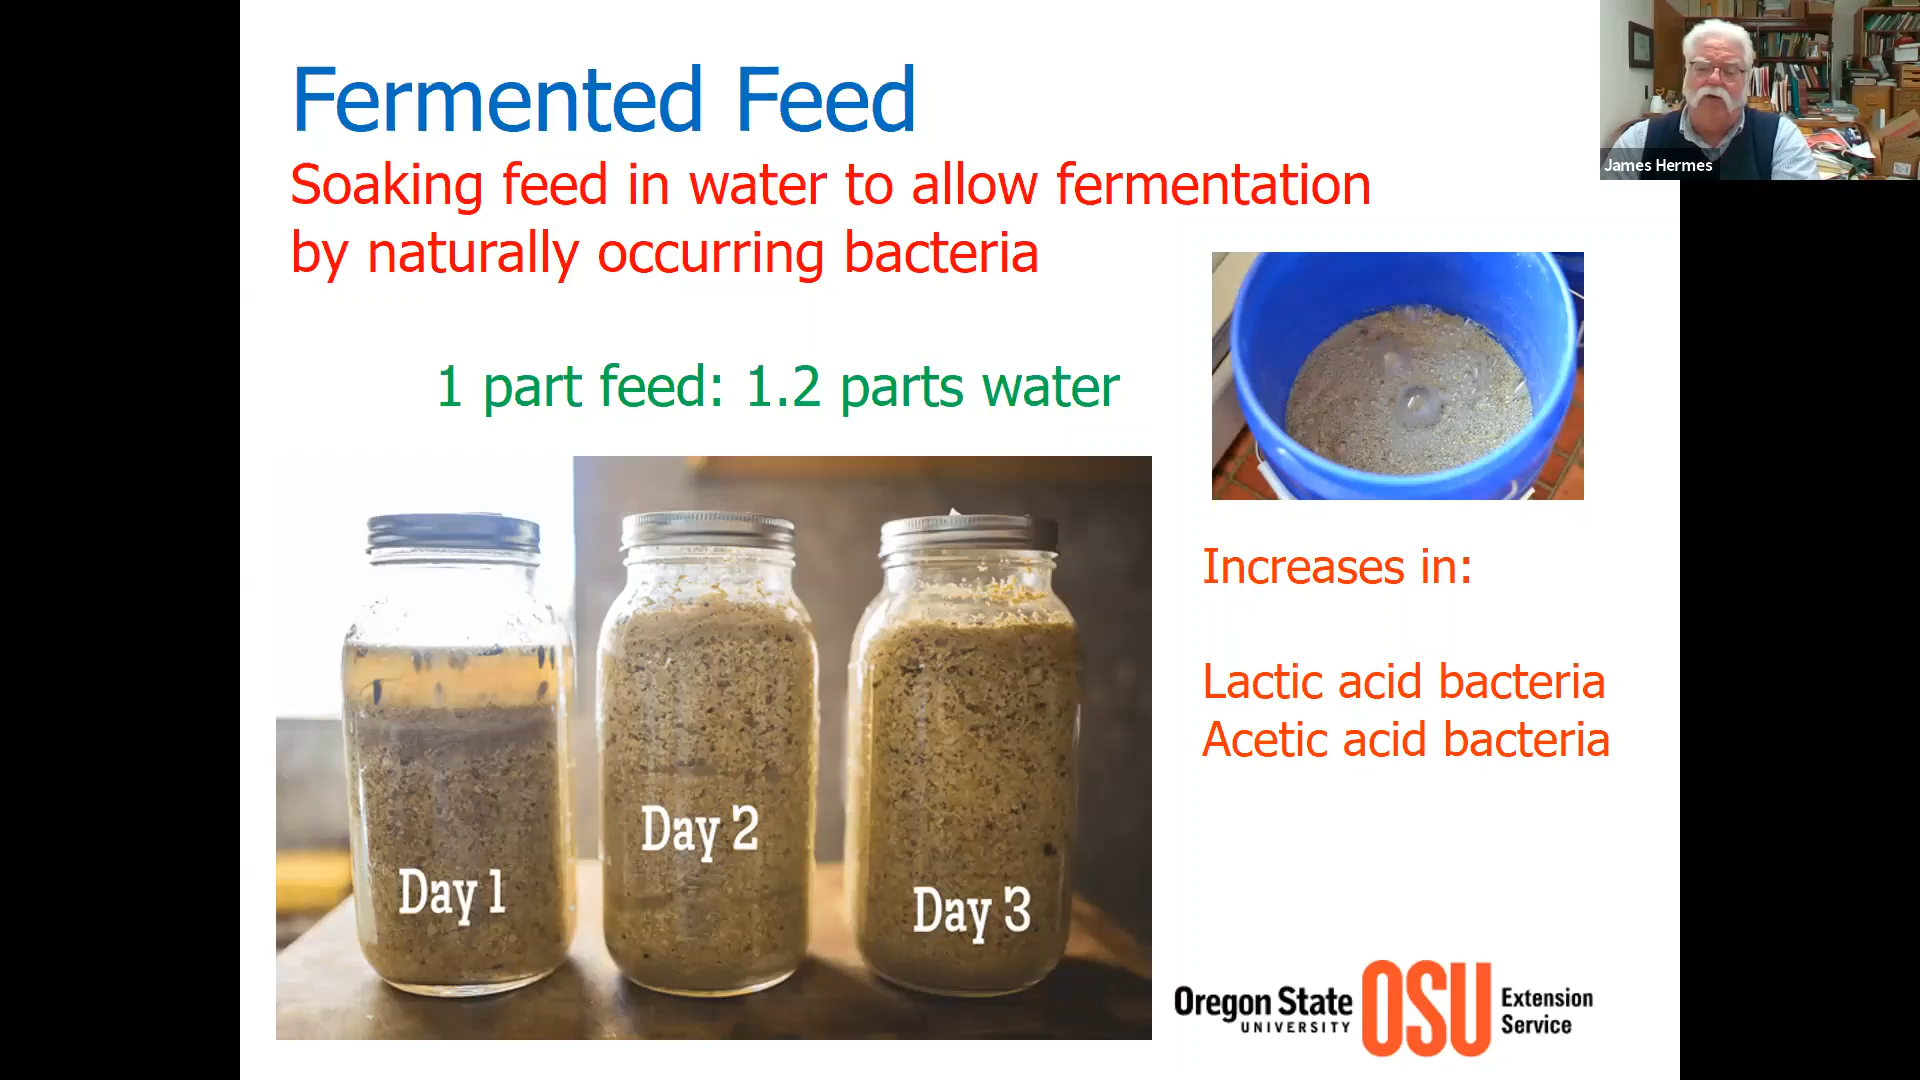 Fermented Feed
Soaking feed in water to allow fermentation
by naturally occurring bacteria
1 part feed: 1.2 parts water
Day 1
Day 2
Day 3
Increases in:
Lactic acid bacteria
Acetic acid bacteria
Oregon State
UNIVERSITY
OSU
Extension
Service
James Hermes